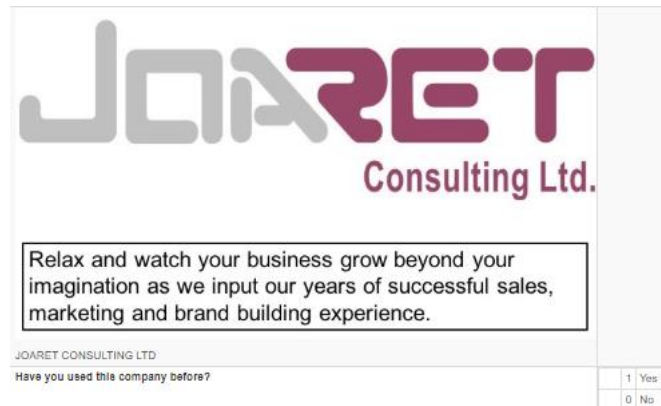 JOARET
Consulting Ltd.
Relax and watch your business grow beyond your
imagination as we input our years of successful sales,
marketing and brand building experience.
JOARET CONSULTING LTD
Have you used this company before?
1 Yes
0 No